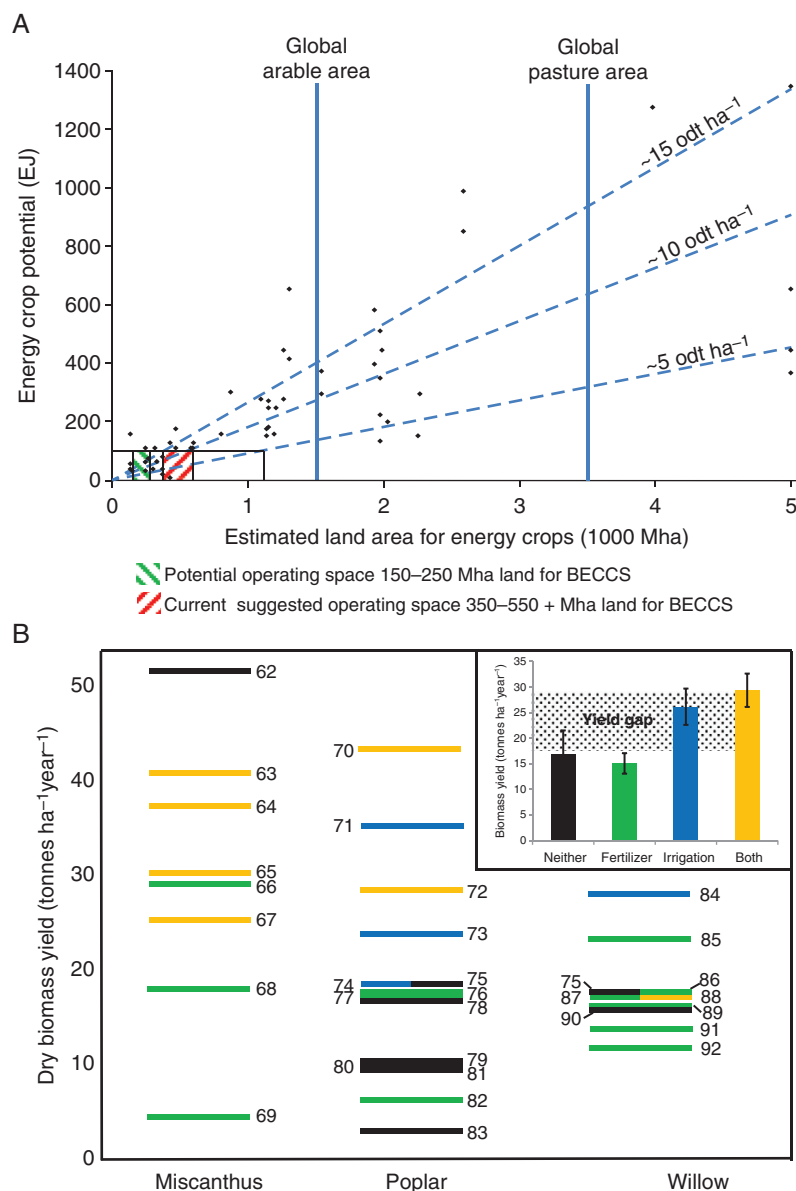 A
Global
arable area
Global
pasture area
Energy crop potential (EJ)
1400
1200
1000
800
600
400
200
0
~15 odt ha⁻¹
~10 odt ha⁻¹
~5 odt ha⁻¹
0 1 2 3 4 5
Estimated land area for energy crops (1000 Mha)
Potential operating space 150–250 Mha land for BECCS
Current suggested operating space 350–550 + Mha land for BECCS
B
Dry biomass yield (tonnes ha⁻¹year⁻¹)
50
40
30
20
10
0
62
63
64
65
66
67
68
69
70
71
72
73
74 75
77 76
78
79
80 81
82
83
Biomass yield (tonnes ha⁻¹year⁻¹)
35
30
25
20
15
10
5
0
Yield gap
Neither Fertilizer Irrigation Both
84
85
75 86
87 88
89
90
91
92
Miscanthus Poplar Willow